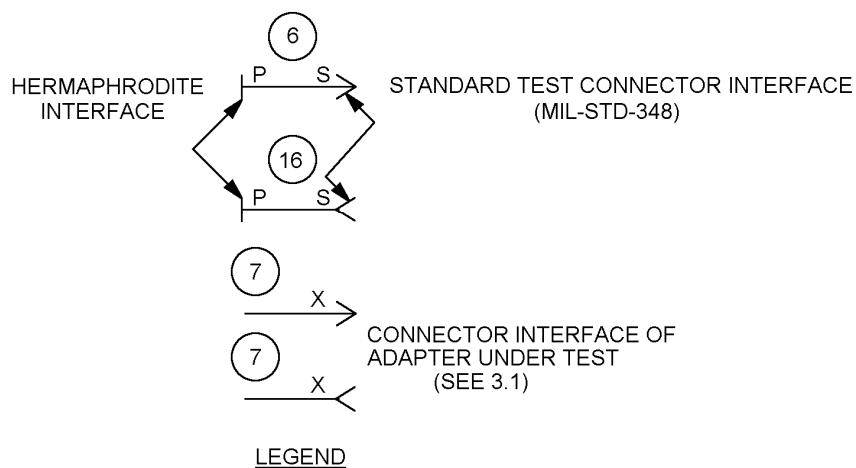 6
P S
HERMAPHRODITE
INTERFACE
STANDARD TEST CONNECTOR INTERFACE
(MIL-STD-348)
16
P S
7
X
CONNECTOR INTERFACE OF
ADAPTER UNDER TEST
(SEE 3.1)
7
X
LEGEND